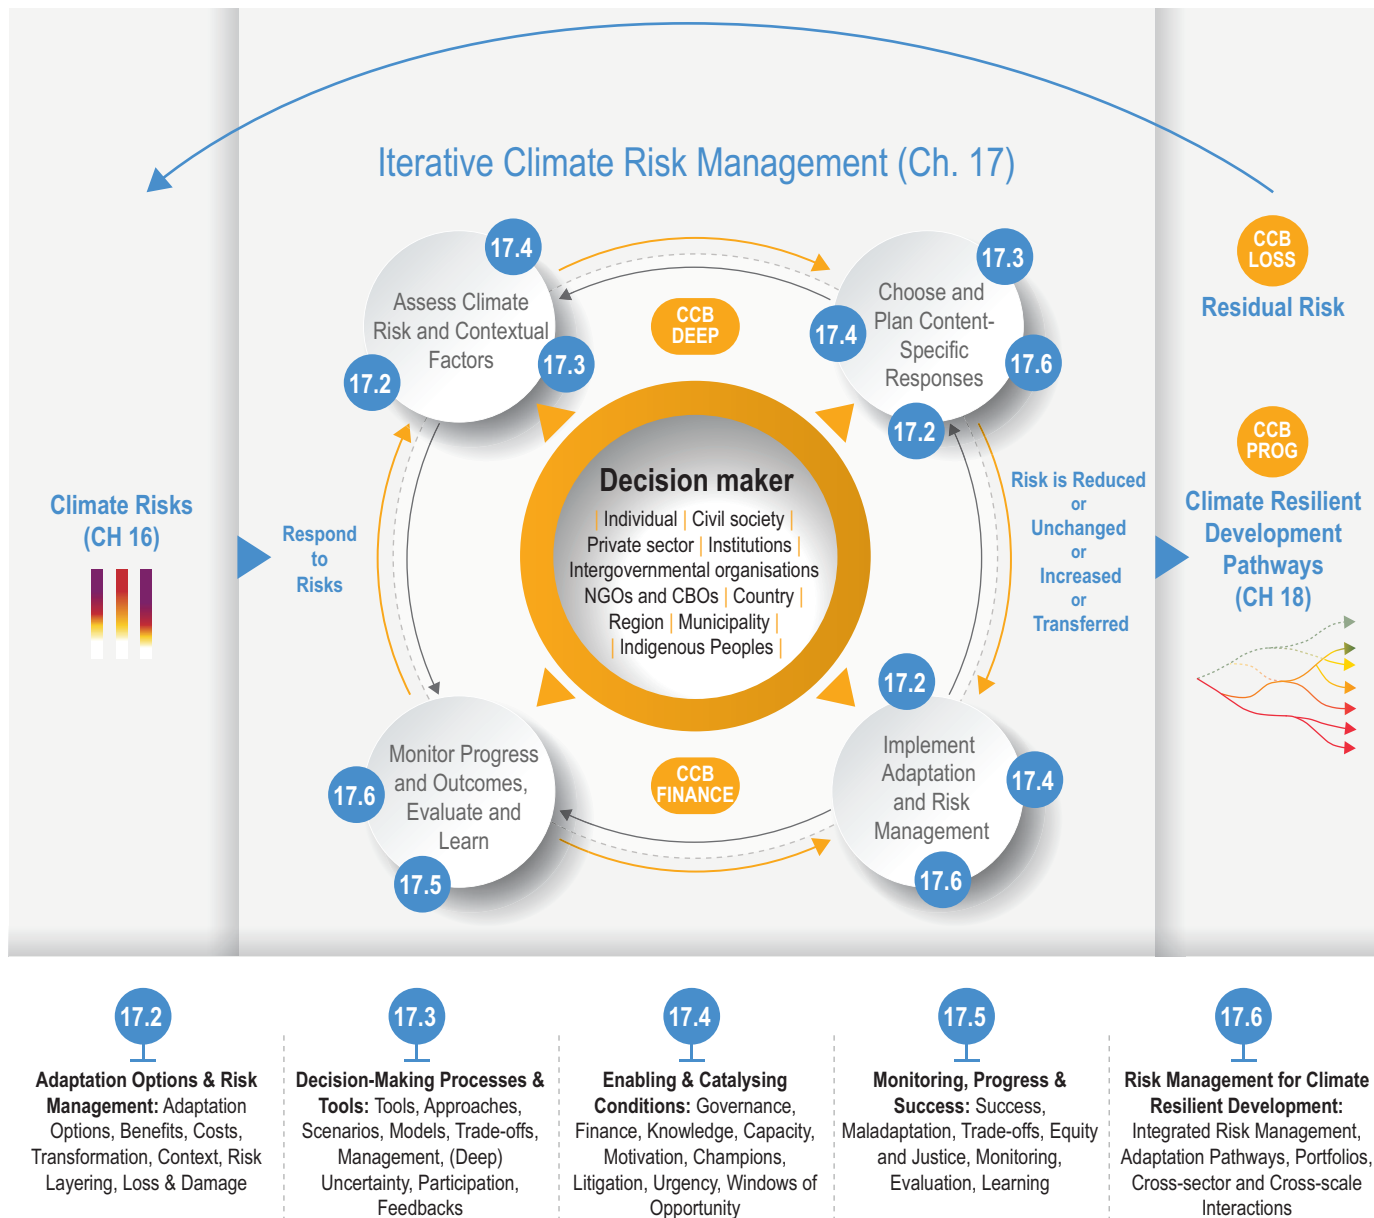 Iterative Climate Risk Management (Ch. 17)
Climate Risks
(CH 16)
Respond
to
Risks
17.4
Assess Climate
Risk and Contextual
Factors
17.3
17.2
CCB
DEEP
17.3
Choose and
Plan Content-
Specific
Responses
17.4
17.6
17.2
Decision maker
| Individual | Civil society |
Private sector | Institutions |
Intergovernmental organisations
NGOs and CBOs | Country |
Region | Municipality |
| Indigenous Peoples |
Risk is Reduced
or
Unchanged
or
Increased
or
Transferred
Monitor Progress
and Outcomes,
Evaluate and
Learn
17.6
17.5
CCB
FINANCE
17.2
Implement
Adaptation
and Risk
Management
17.4
17.6
CCB
LOSS
Residual Risk
CCB
PROG
Climate Resilient
Development
Pathways
(CH 18)
17.2
Adaptation Options & Risk
Management: Adaptation
Options, Benefits, Costs,
Transformation, Context, Risk
Layering, Loss & Damage
17.3
Decision-Making Processes &
Tools: Tools, Approaches,
Scenarios, Models, Trade-offs,
Management, (Deep)
Uncertainty, Participation,
Feedbacks
17.4
Enabling & Catalysing
Conditions: Governance,
Finance, Knowledge, Capacity,
Motivation, Champions,
Litigation, Urgency, Windows of
Opportunity
17.5
Monitoring, Progress &
Success: Success,
Maladaptation, Trade-offs, Equity
and Justice, Monitoring,
Evaluation, Learning
17.6
Risk Management for Climate
Resilient Development:
Integrated Risk Management,
Adaptation Pathways, Portfolios,
Cross-sector and Cross-scale
Interactions